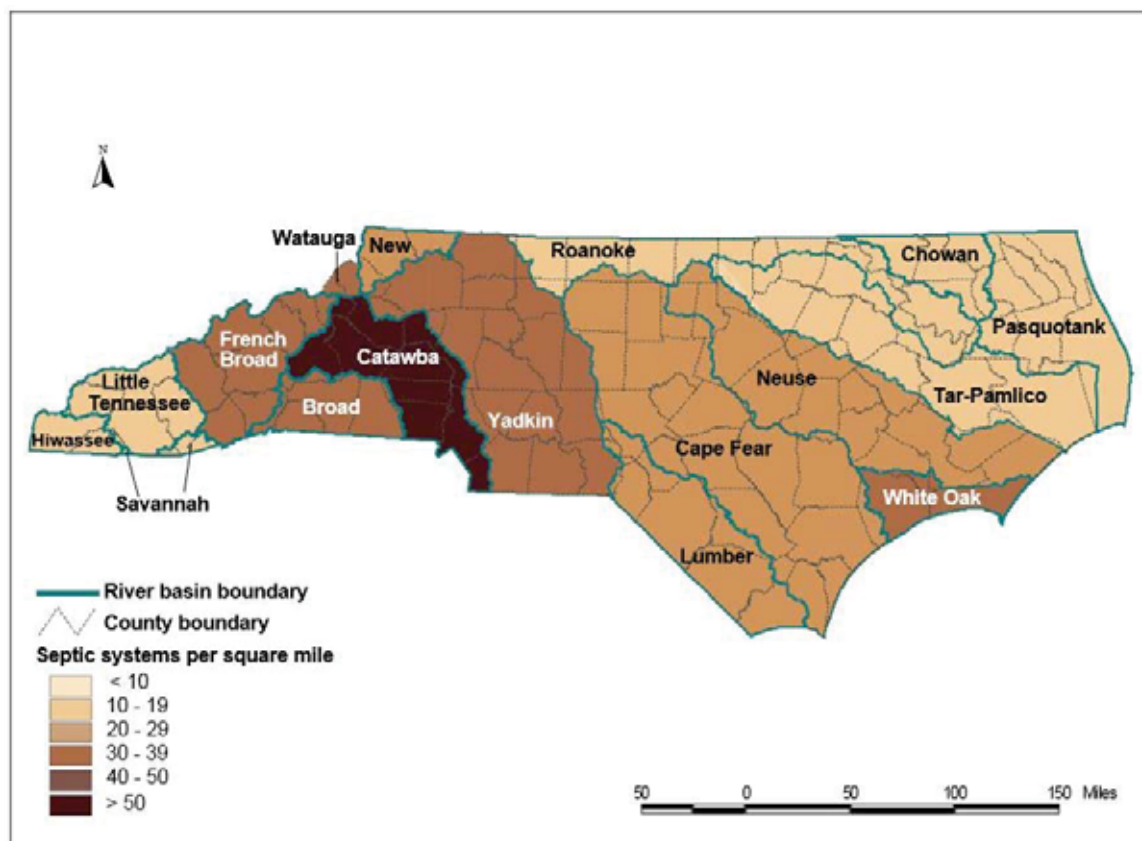 N
Watauga
New
Roanoke
Chowan
Pasquotank
French
Broad
Catawba
Little
Tennessee
Neuse
Tar-Pamlico
Broad
Yadkin
Hiwassee
Cape Fear
Savannah
White Oak
Lumber
River basin boundary
County boundary
Septic systems per square mile
< 10
10 - 19
20 - 29
30 - 39
40 - 50
> 50
50 0 50 100 150 Miles